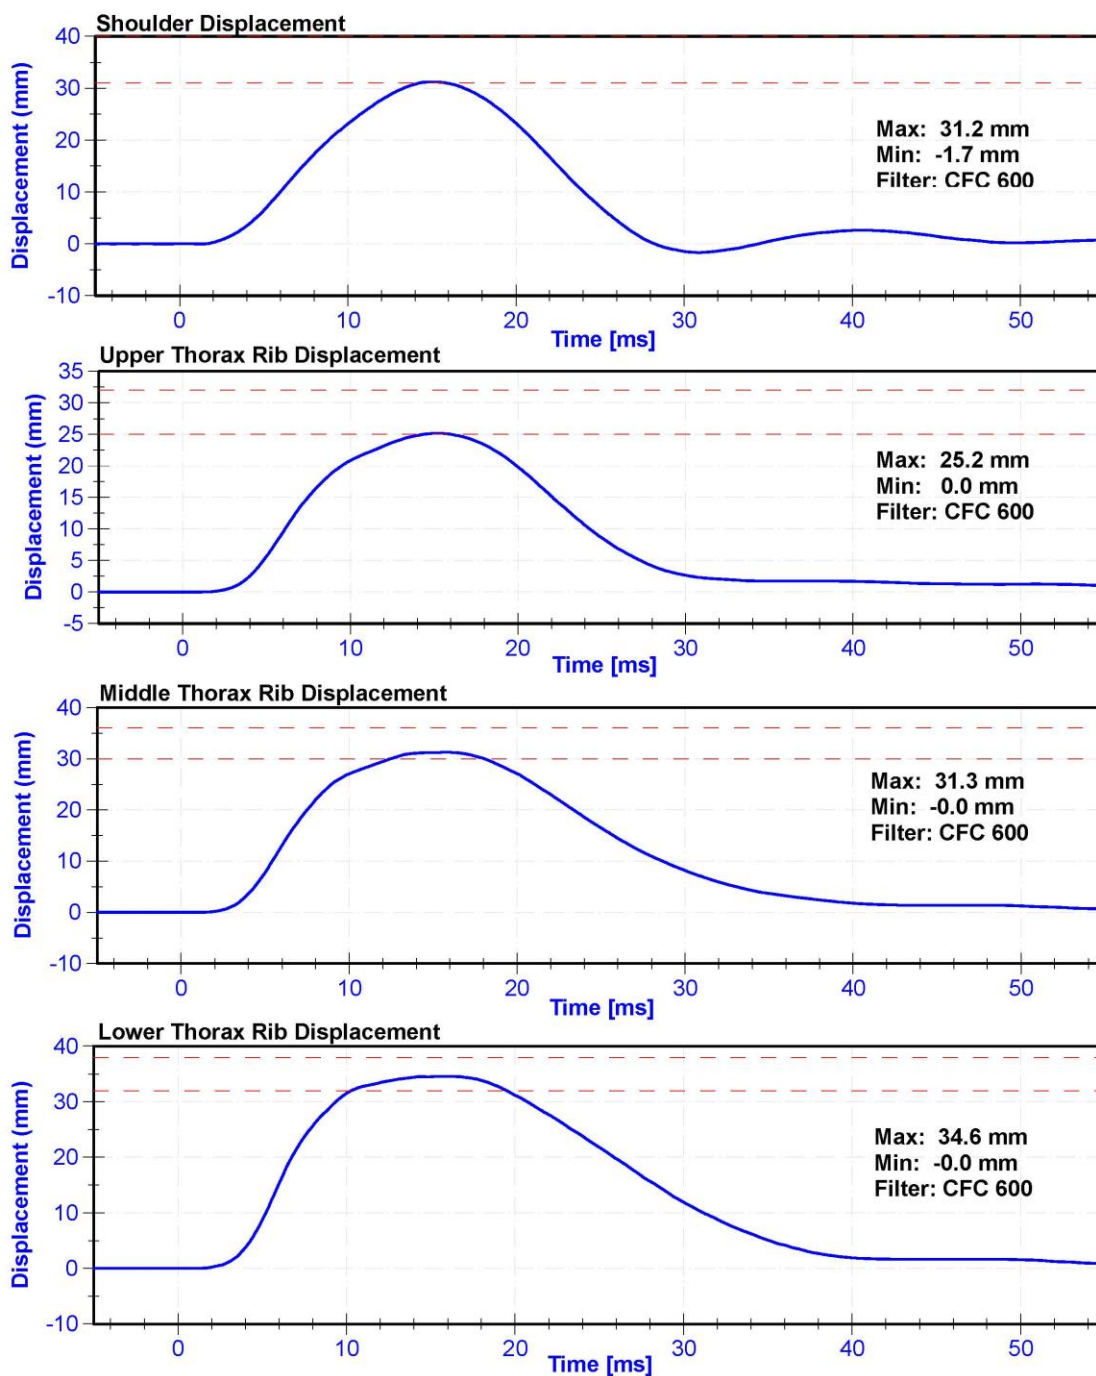 Shoulder Displacement
40
30
20
10
0
-10
Displacement (mm)
Max: 31.2 mm
Min: -1.7 mm
Filter: CFC 600
0 10 20 30 40 50
Time [ms]
Upper Thorax Rib Displacement
35
30
25
20
15
10
5
0
-5
Displacement (mm)
Max: 25.2 mm
Min: 0.0 mm
Filter: CFC 600
0 10 20 30 40 50
Time [ms]
Middle Thorax Rib Displacement
40
30
20
10
0
-10
Displacement (mm)
Max: 31.3 mm
Min: -0.0 mm
Filter: CFC 600
0 10 20 30 40 50
Time [ms]
Lower Thorax Rib Displacement
40
30
20
10
0
-10
Displacement (mm)
Max: 34.6 mm
Min: -0.0 mm
Filter: CFC 600
0 10 20 30 40 50
Time [ms]